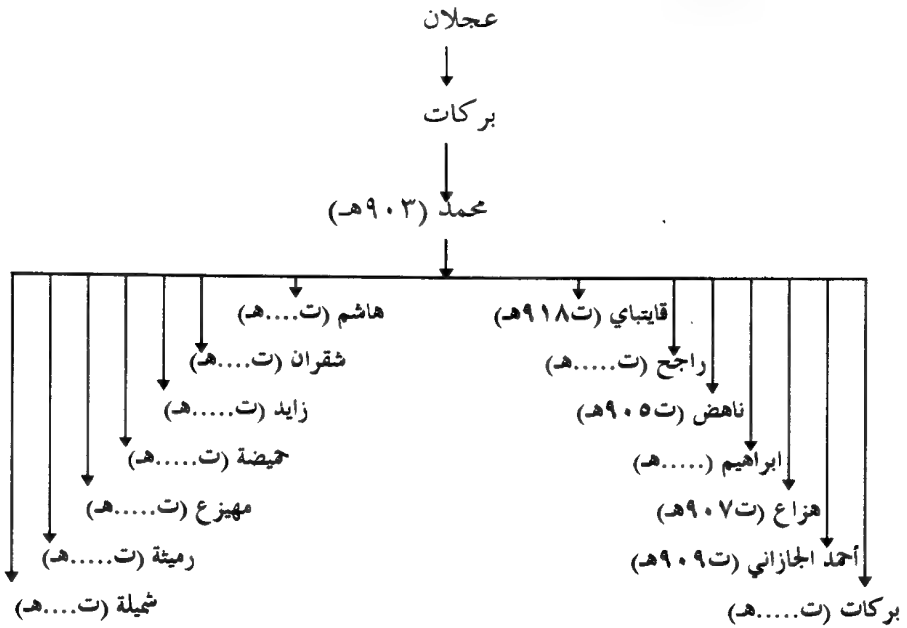 عجلان
بركات
محمد (٩٠٣هـ)
قايتباي (ت٩١٨هـ)
هاشم (ت....هـ)
راجح (ت.....هـ)
شقران (ت....هـ)
ناهض (ت٩٠٥هـ)
زايد (ت.....هـ)
ابراهيم (.....هـ)
حميضة (ت.....هـ)
هزاع (ت٩٠٧هـ)
مهيزع (ت.....هـ)
أحمد الجازاني (ت٩٠٩هـ)
رميثة (ت.....هـ)
بركات (ت.....هـ)
شميلة (ت....هـ)